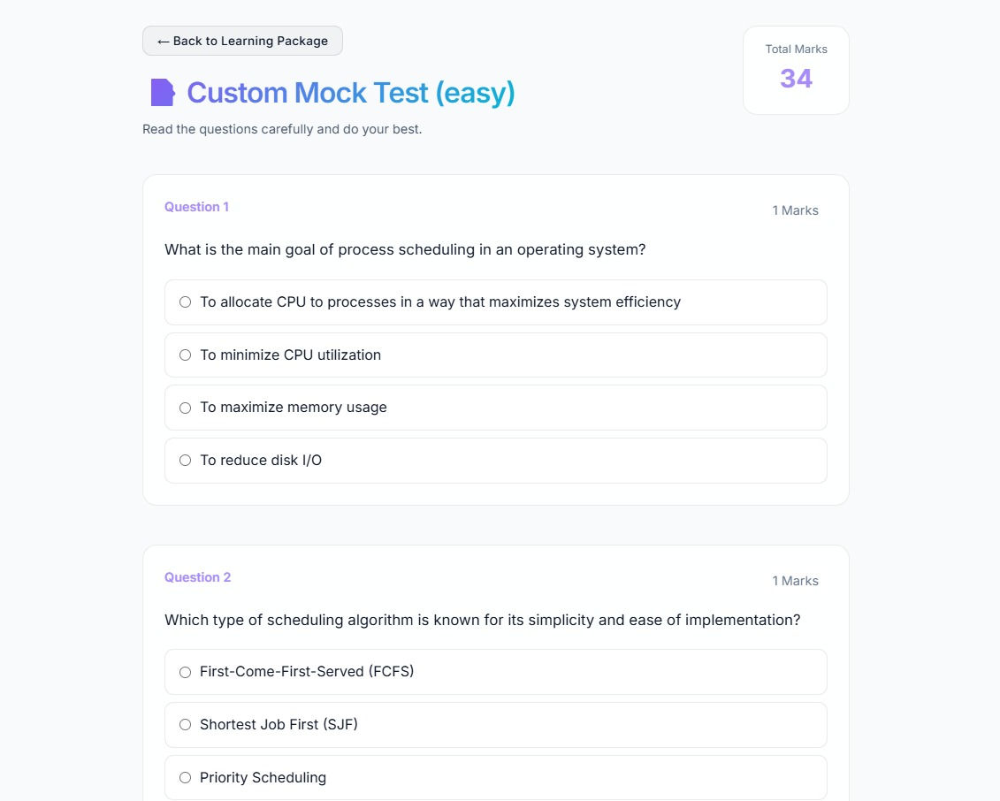 ← Back to Learning Package
Total Marks
34
Custom Mock Test (easy)
Read the questions carefully and do your best.
Question 1
1 Marks
What is the main goal of process scheduling in an operating system?
To allocate CPU to processes in a way that maximizes system efficiency
To minimize CPU utilization
To maximize memory usage
To reduce disk I/O
Question 2
1 Marks
Which type of scheduling algorithm is known for its simplicity and ease of implementation?
First-Come-First-Served (FCFS)
Shortest Job First (SJF)
Priority Scheduling